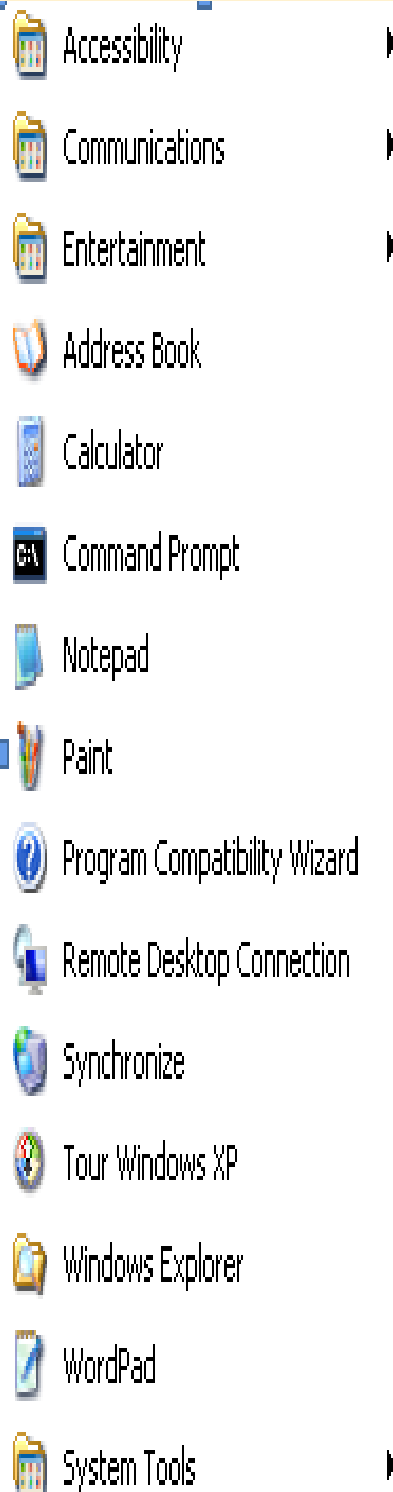 Accessibility
Communications
Entertainment
Address Book
Calculator
C:\
Command Prompt
Notepad
Paint
?
Program Compatibility Wizard
Remote Desktop Connection
Synchronize
Tour Windows XP
Windows Explorer
WordPad
System Tools